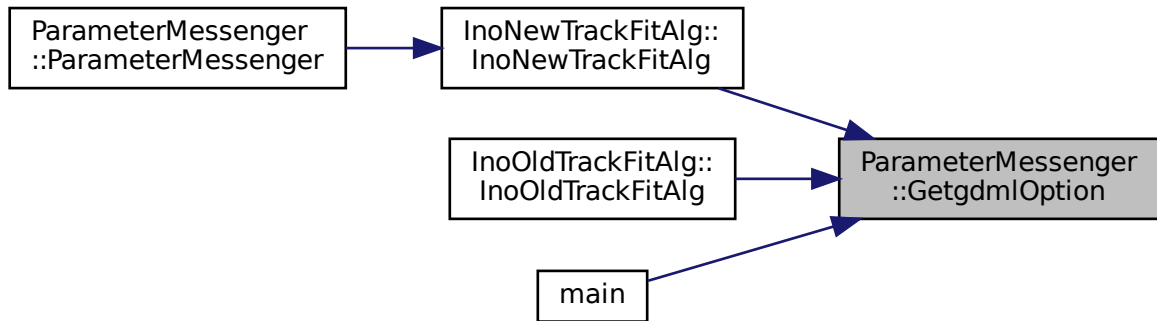 ParameterMessenger
::ParameterMessenger
InoNewTrackFitAlg::
InoNewTrackFitAlg
InoOldTrackFitAlg::
InoOldTrackFitAlg
main
ParameterMessenger
::GetgdmlOption